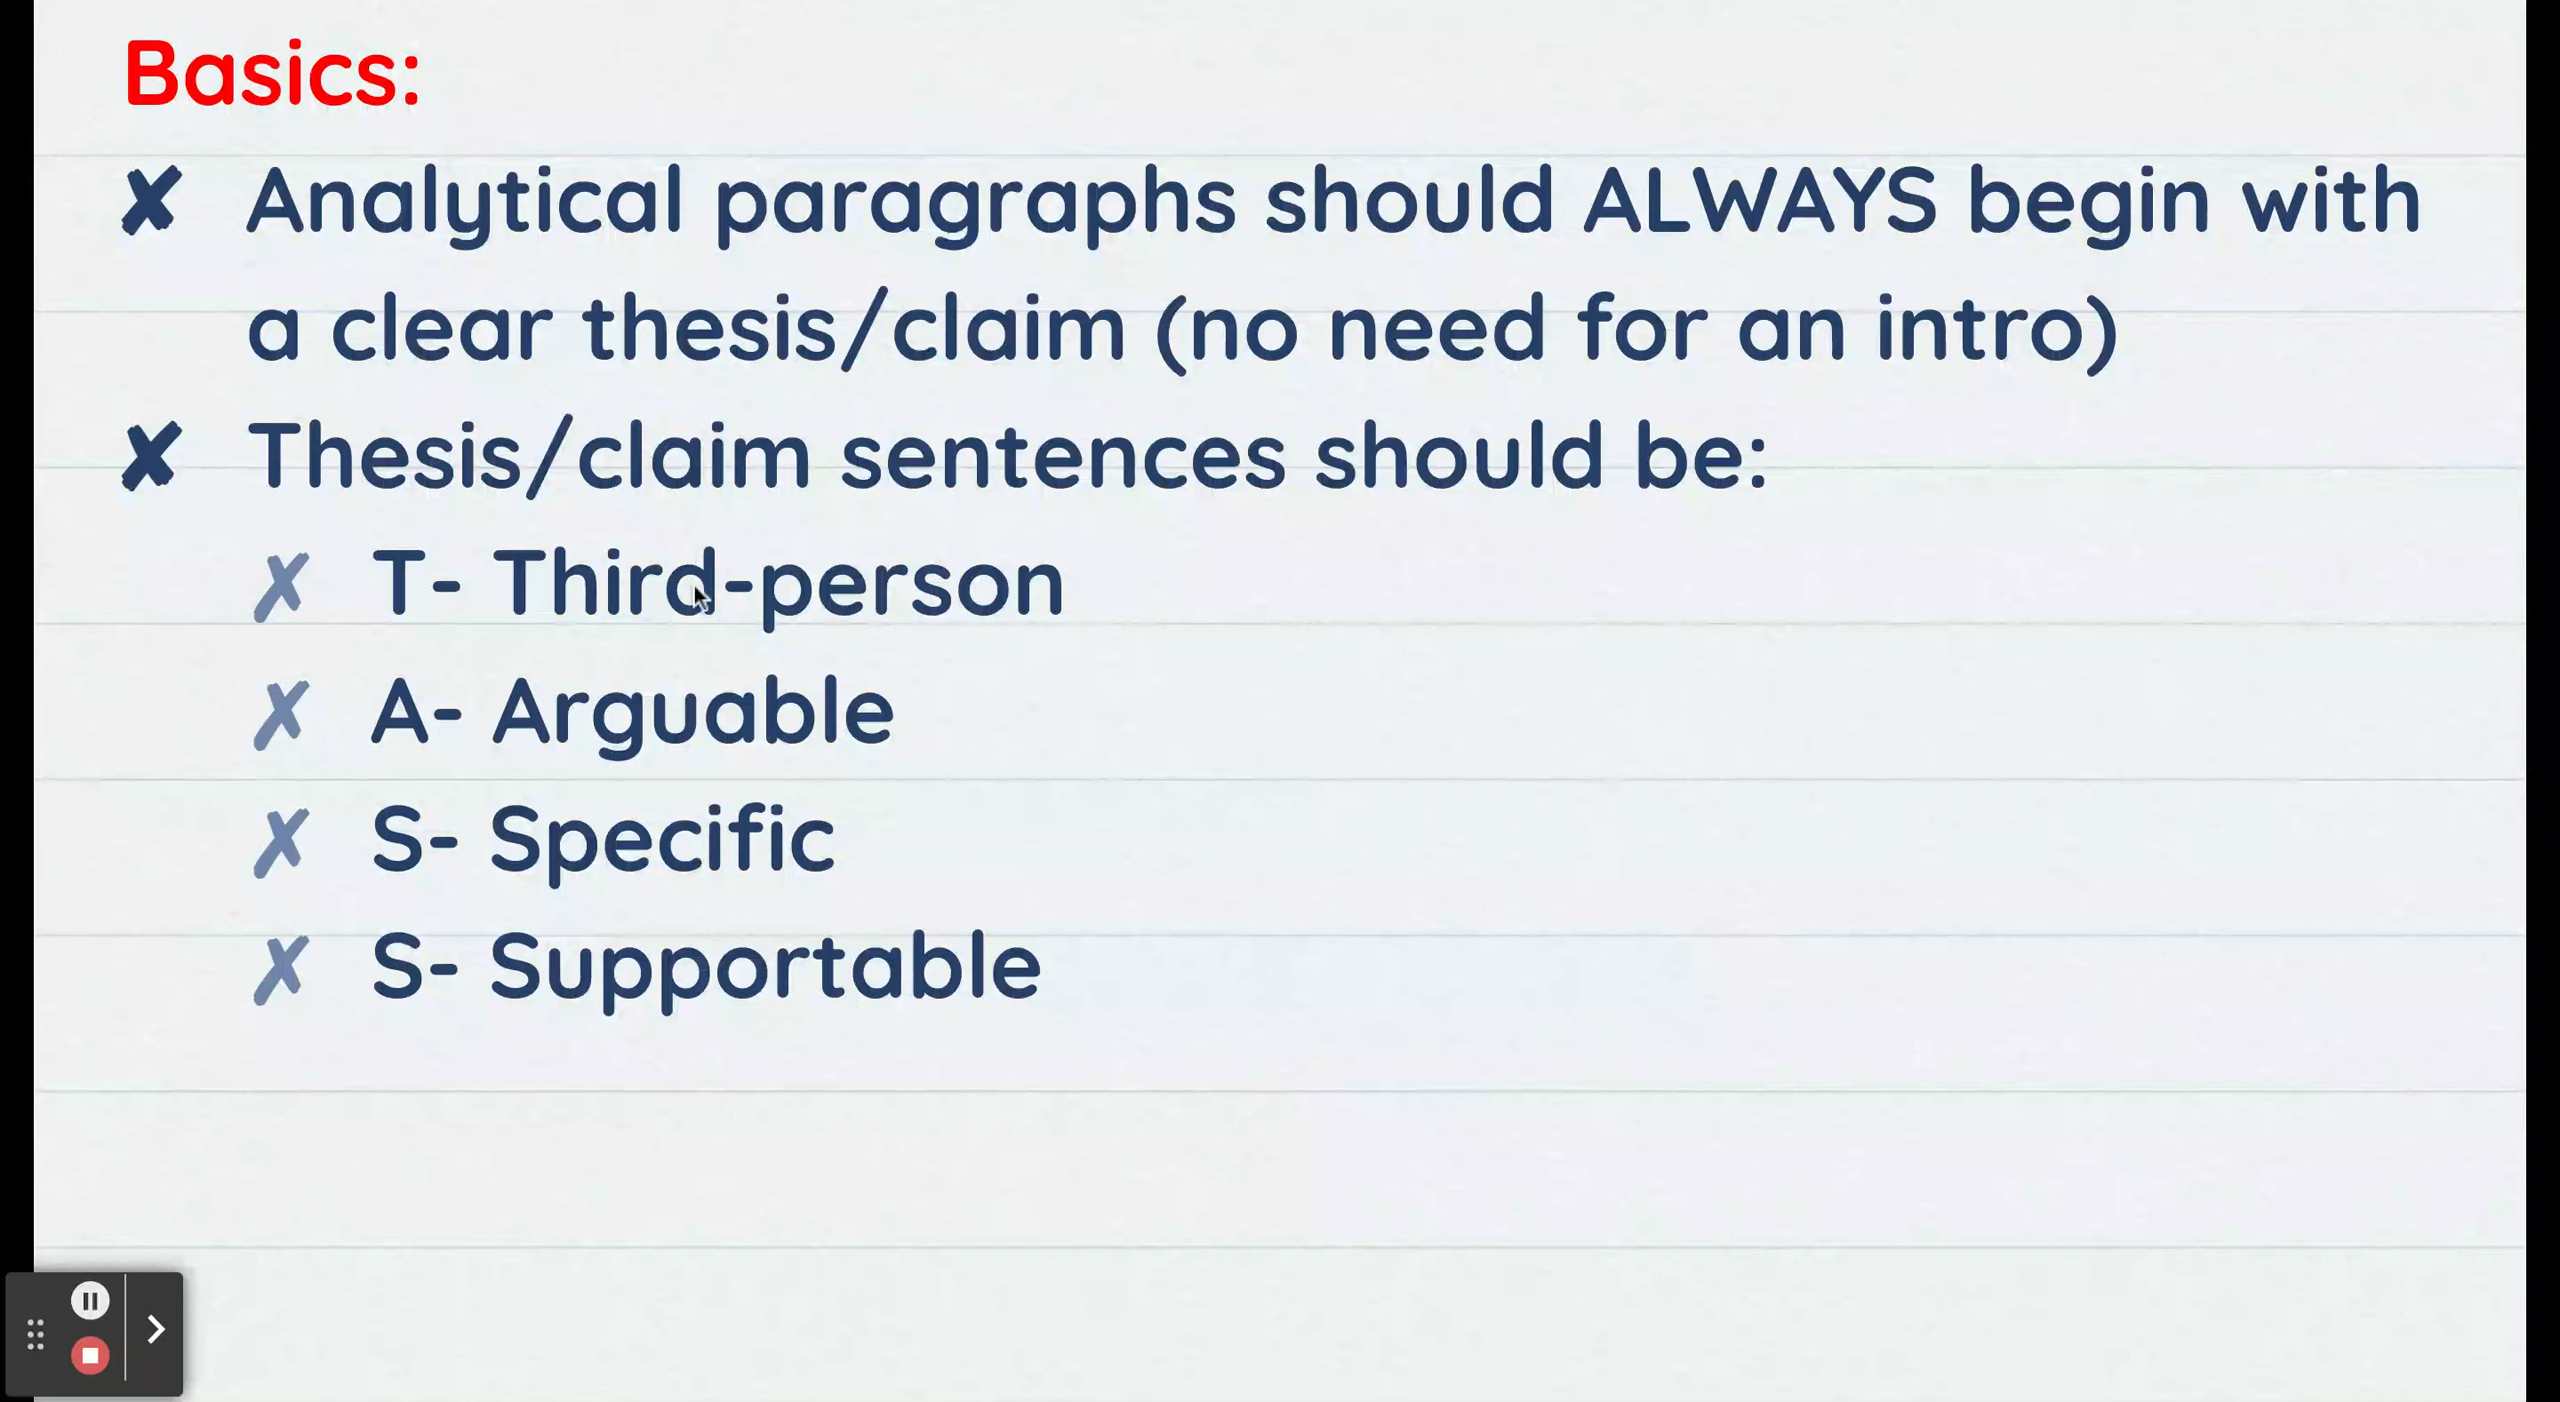 Basics:
✘ Analytical paragraphs should ALWAYS begin with
a clear thesis/claim (no need for an intro)
✘ Thesis/claim sentences should be:
✗ T- Third-person
✗ A- Arguable
✗ S- Specific
✗ S- Supportable